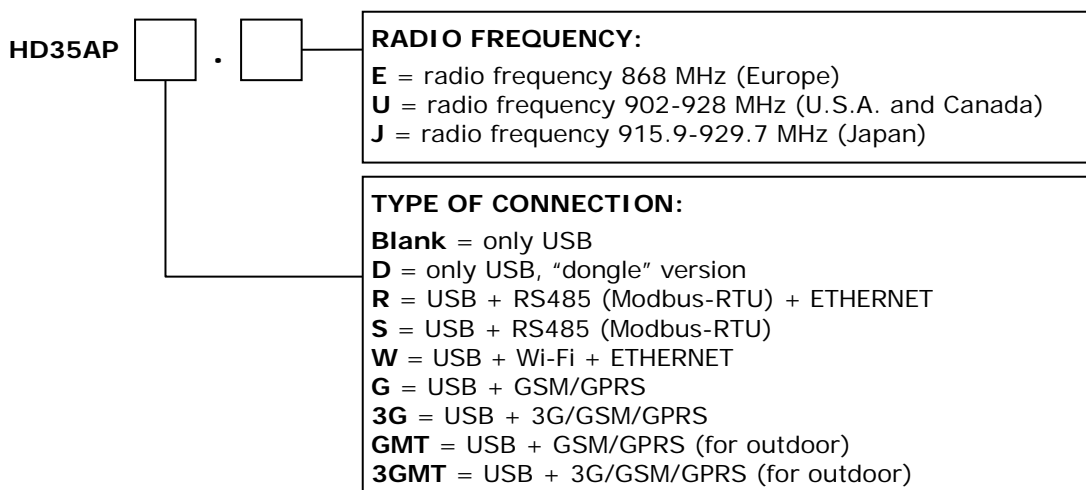 HD35AP .
RADIO FREQUENCY:
E = radio frequency 868 MHz (Europe)
U = radio frequency 902-928 MHz (U.S.A. and Canada)
J = radio frequency 915.9-929.7 MHz (Japan)
TYPE OF CONNECTION:
Blank = only USB
D = only USB, “dongle” version
R = USB + RS485 (Modbus-RTU) + ETHERNET
S = USB + RS485 (Modbus-RTU)
W = USB + Wi-Fi + ETHERNET
G = USB + GSM/GPRS
3G = USB + 3G/GSM/GPRS
GMT = USB + GSM/GPRS (for outdoor)
3GMT = USB + 3G/GSM/GPRS (for outdoor)